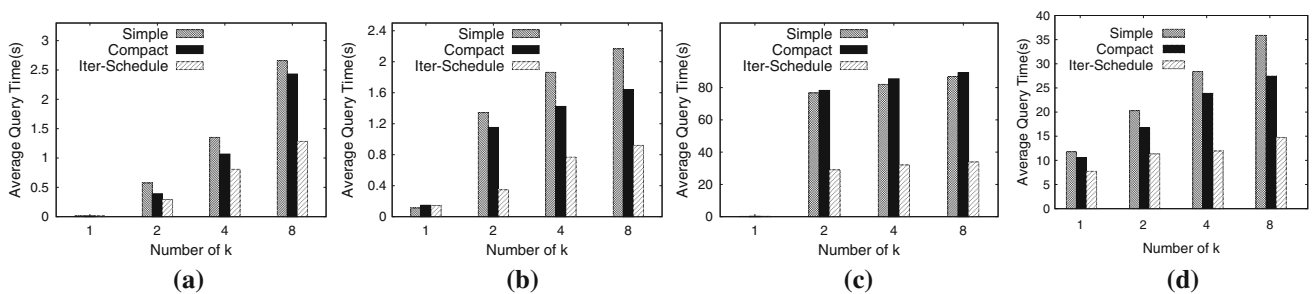 Average Query Time(s)
3
2.5
2
1.5
1
0.5
0
Simple
Compact
Iter-Schedule
1 2 4 8
Number of k
(a)
Average Query Time(s)
2.4
2
1.6
1.2
0.8
0.4
0
Simple
Compact
Iter-Schedule
1 2 4 8
Number of k
(b)
Average Query Time(s)
80
60
40
20
0
Simple
Compact
Iter-Schedule
1 2 4 8
Number of k
(c)
Average Query Time(s)
40
35
30
25
20
15
10
5
0
Simple
Compact
Iter-Schedule
1 2 4 8
Number of k
(d)